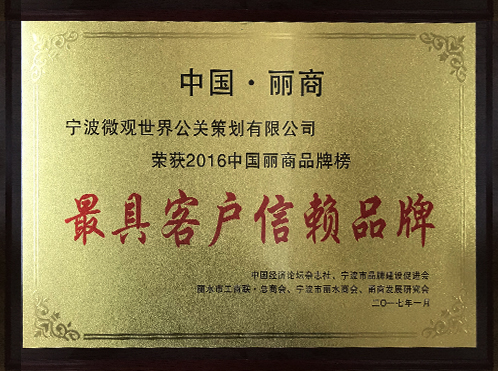 中国·丽商
宁波微观世界公关策划有限公司
荣获2016中国丽商品牌榜
最具客户信赖品牌
中国经济论坛杂志社、宁波市品牌建设促进会
丽水市工商联·总商会、宁波市丽水商会、甬商发展研究会
二〇一七年一月